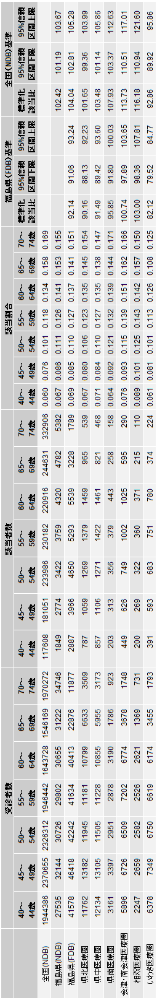 受診者数 該当者数 該当割合 福島県(FDB)基準 全国(NDB)基準
40～44歳 45～49歳 50～54歳 55～59歳 60～64歳 65～69歳 70～74歳 40～44歳 45～49歳 50～54歳 55～59歳 60～64歳 65～69歳 70～74歳 40～44歳 45～49歳 50～54歳 55～59歳 60～64歳 65～69歳 70～74歳 標準化該当比 95%信頼区間下限 95%信頼区間上限 標準化該当比 95%信頼区間下限 95%信頼区間上限
全国(NDB) 1944386 2370655 2326312 1946442 1643728 1546169 1970272 117608 181051 233986 230182 220916 244631 332906 0.060 0.076 0.101 0.118 0.134 0.158 0.169
福島県(NDB) 27535 32144 30726 29802 30655 31222 34746 1849 2774 3422 3759 4320 4782 5382 0.067 0.086 0.111 0.126 0.141 0.153 0.155 102.42 101.19 103.67
福島県(FDB) 41578 46418 42242 41634 40413 22876 11877 2887 3966 4650 5293 5539 3228 1789 0.069 0.085 0.110 0.127 0.137 0.141 0.151 92.14 91.06 93.24 104.04 102.81 105.28
県北医療圏 11762 13182 11945 11181 10799 6633 3509 787 1059 1269 1379 1459 965 539 0.067 0.080 0.106 0.123 0.135 0.145 0.154 90.16 88.13 92.23 101.65 99.36 103.99
県中医療圏 12134 13105 11505 11228 10855 5955 3173 857 1106 1271 1422 1461 821 468 0.071 0.084 0.110 0.127 0.135 0.138 0.147 91.49 89.42 93.60 103.48 101.14 105.86
県南医療圏 3161 3397 2951 2878 3190 1786 923 203 313 356 379 443 258 158 0.064 0.092 0.121 0.132 0.139 0.144 0.171 95.85 91.80 100.03 107.93 103.37 112.63
会津・南会津医療圏 5896 6726 6509 7202 6774 3678 1748 449 626 749 1002 1025 595 290 0.076 0.093 0.115 0.139 0.151 0.162 0.166 100.74 97.89 103.65 113.73 110.51 117.01
相双医療圏 2247 2659 2582 2526 2621 1369 731 200 269 322 360 371 215 110 0.089 0.101 0.125 0.143 0.142 0.157 0.150 103.00 98.36 107.81 116.18 110.94 121.60
いわき医療圏 6378 7349 6750 6619 6174 3455 1793 391 593 683 751 780 374 224 0.061 0.081 0.101 0.113 0.126 0.108 0.125 82.12 79.52 84.77 92.86 89.92 95.86